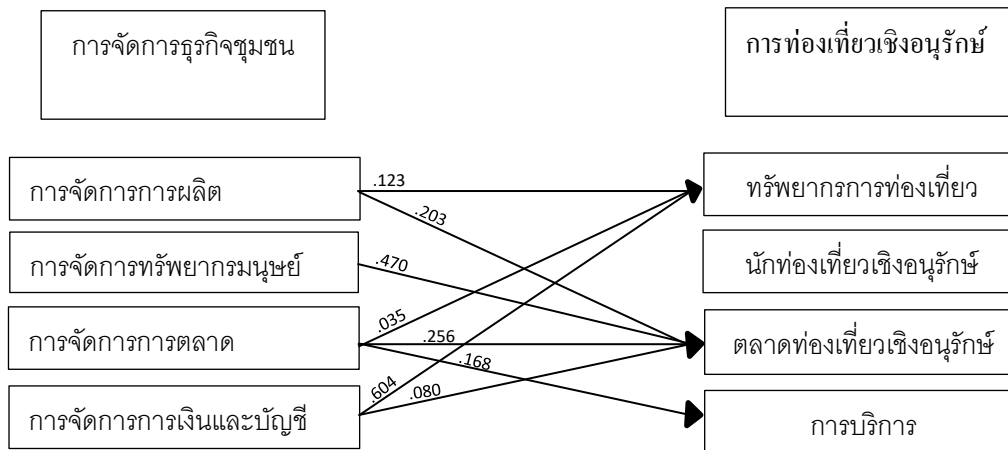 การจัดการธุรกิจชุมชน
การท่องเที่ยวเชิงอนุรักษ์
การจัดการการผลิต
.123
ทรัพยากรการท่องเที่ยว
.203
การจัดการทรัพยากรมนุษย์
.470
นักท่องเที่ยวเชิงอนุรักษ์
การจัดการการตลาด
.035
.256
.168
ตลาดท่องเที่ยวเชิงอนุรักษ์
การจัดการการเงินและบัญชี
.604
.080
การบริการ